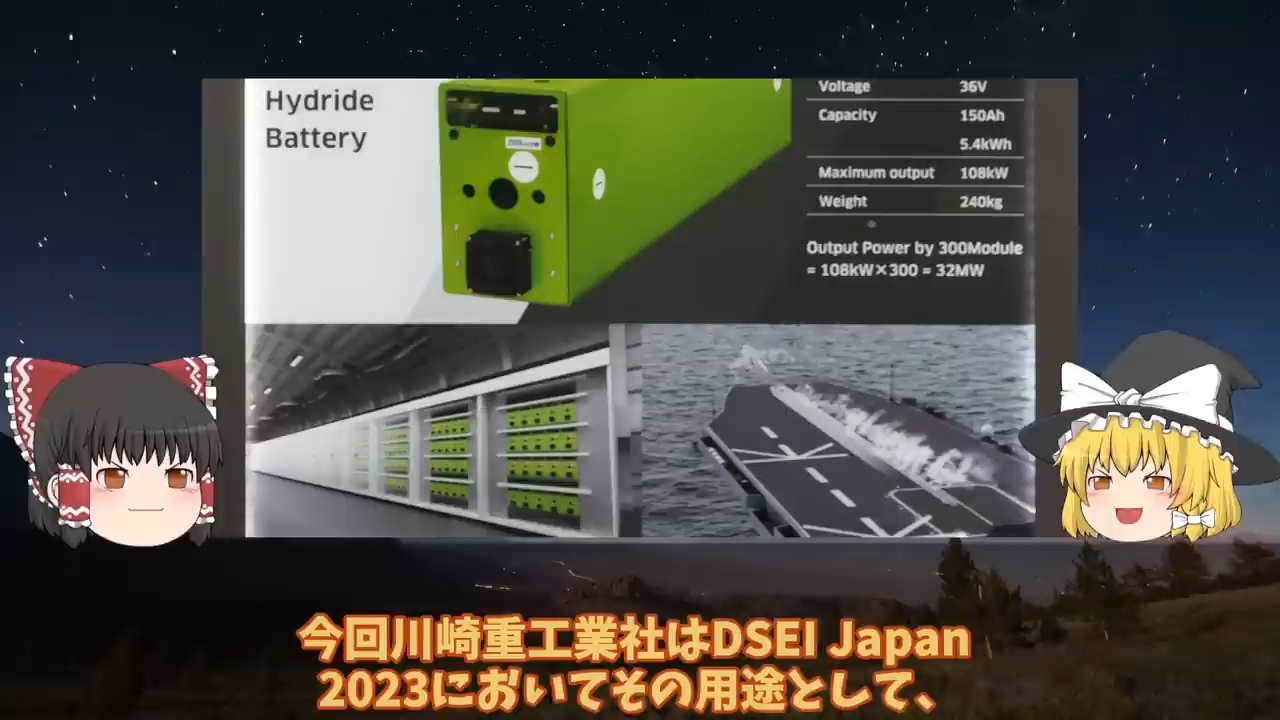 Hydride
Battery
Voltage 36V
Capacity 150Ah
5.4kWh
Maximum output 108kW
Weight 240kg
Output Power by 300Module
= 108kW×300 = 32MW
今回川崎重工業社はDSEI Japan
2023においてその用途として、